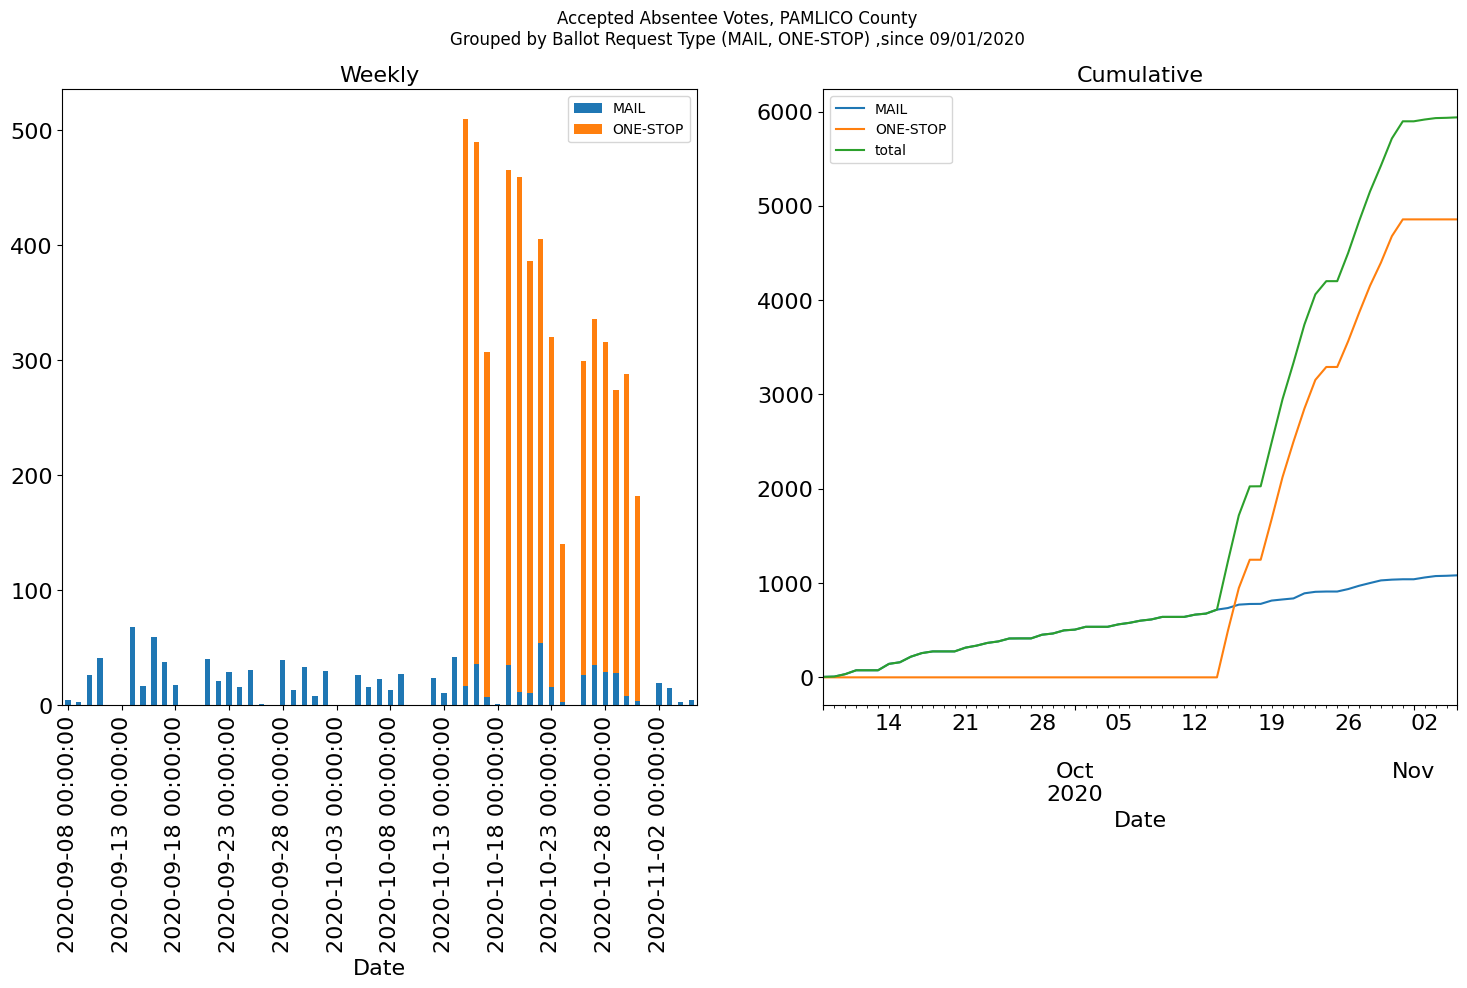 Accepted Absentee Votes, PAMLICO County
Grouped by Ballot Request Type (MAIL, ONE-STOP) ,since 09/01/2020
Weekly
MAIL
ONE-STOP
500
400
300
200
100
0
2020-09-08 00:00:00
2020-09-13 00:00:00
2020-09-18 00:00:00
2020-09-23 00:00:00
2020-09-28 00:00:00
2020-10-03 00:00:00
2020-10-08 00:00:00
2020-10-13 00:00:00
2020-10-18 00:00:00
2020-10-23 00:00:00
2020-10-28 00:00:00
2020-11-02 00:00:00
Date
Cumulative
MAIL
ONE-STOP
total
6000
5000
4000
3000
2000
1000
0
14 21 28 05 12 19 26 02
Oct Nov
2020
Date